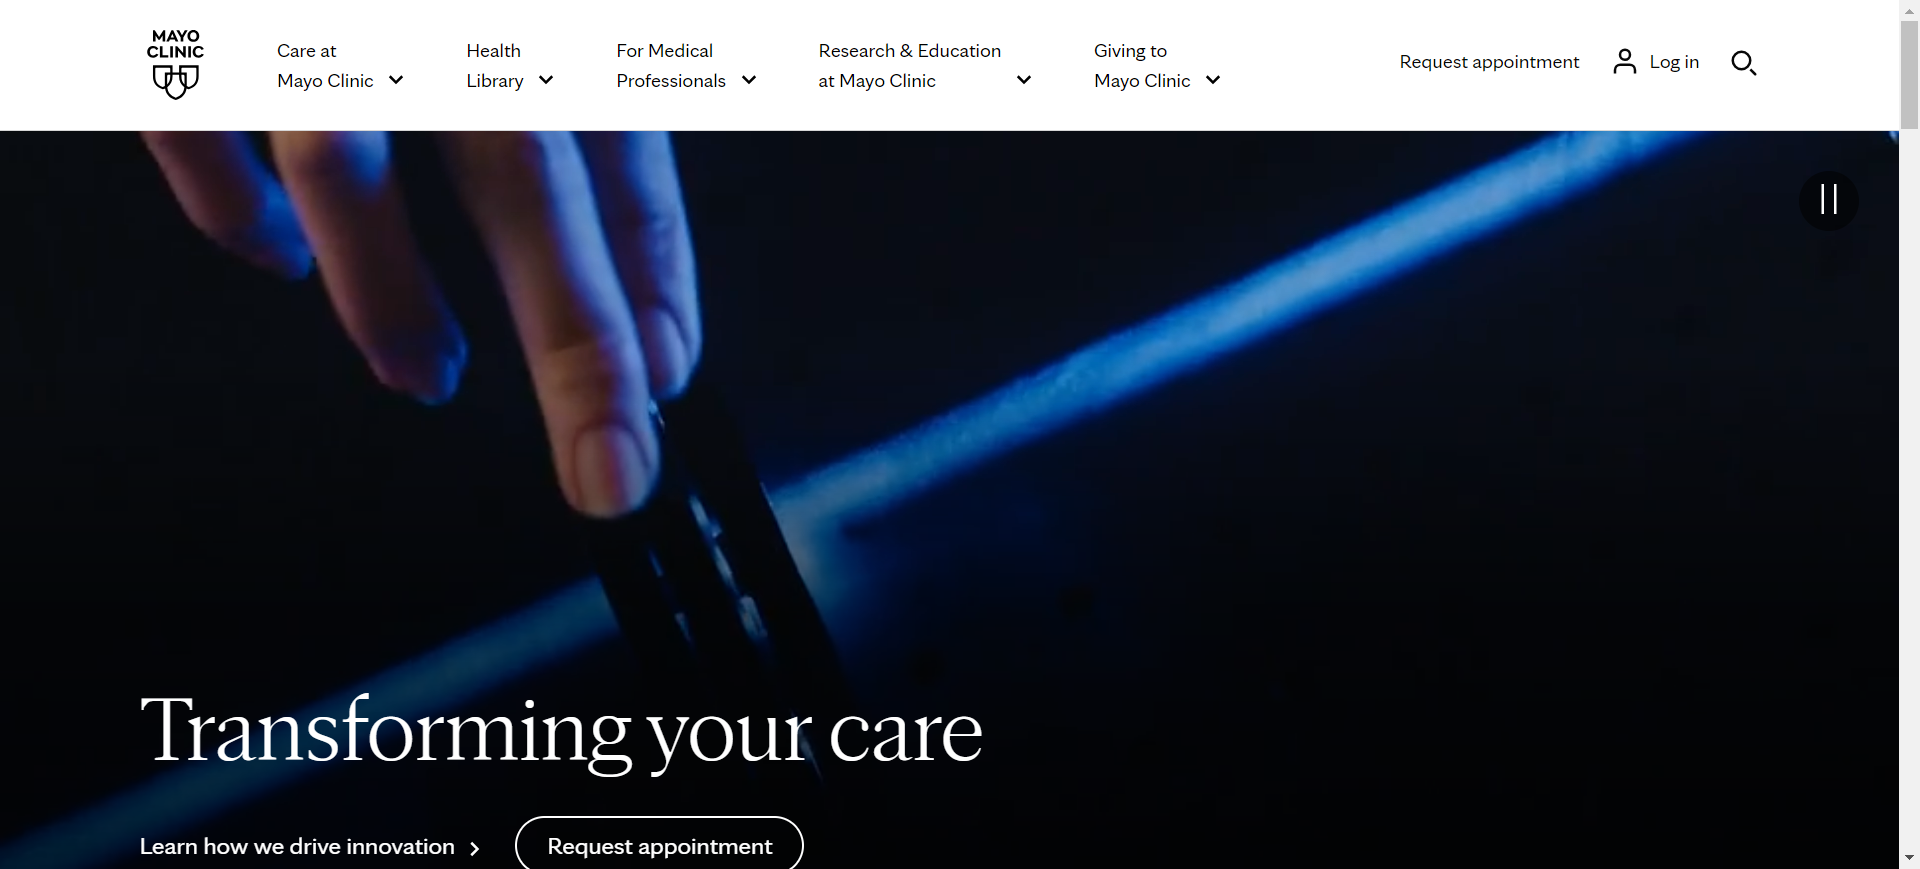 MAYO
CLINIC
Care at
Mayo Clinic
Health
Library
For Medical
Professionals
Research & Education
at Mayo Clinic
Giving to
Mayo Clinic
Request appointment
Log in
Transforming your care
Learn how we drive innovation
Request appointment